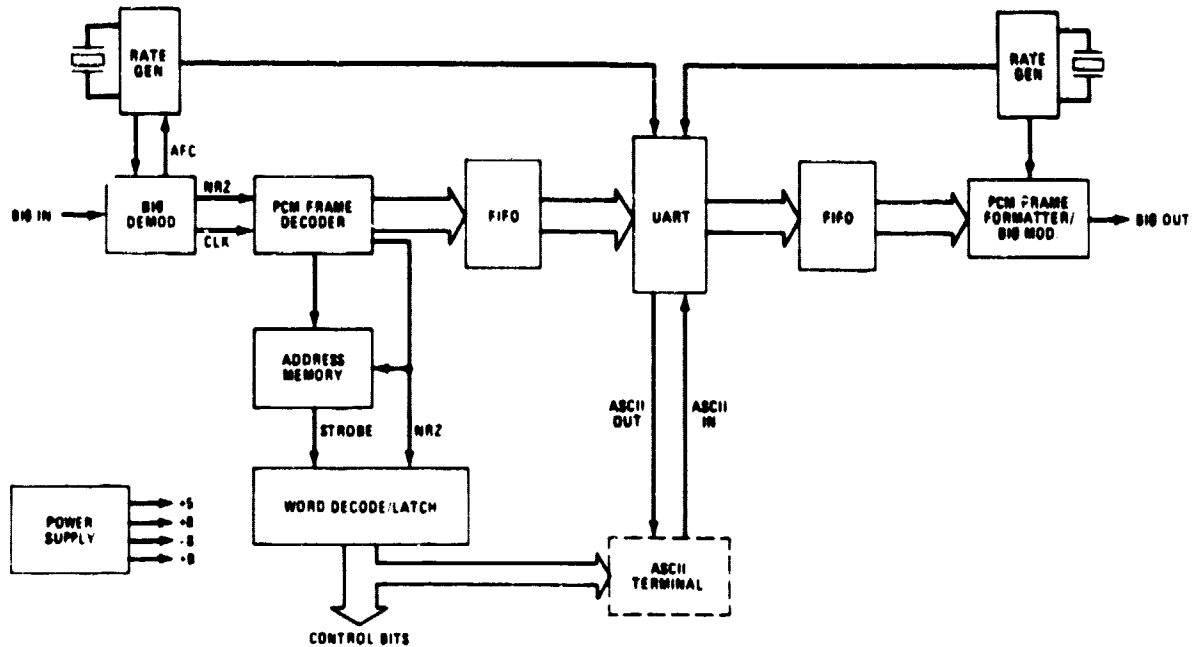 RATE
GEN
RATE
GEN
AFC
BIΦ IN
BIΦ
DEMOD
NRZ
CLK
PCM FRAME
DECODER
FIFO
UART
FIFO
PCM FRAME
FORMATTER/
BIΦ MOD
BIΦ OUT
ADDRESS
MEMORY
STROBE
NRZ
ASCII
OUT
ASCII
IN
WORD DECODE/LATCH
POWER
SUPPLY
+5
ASCII
TERMINAL
CONTROL BITS